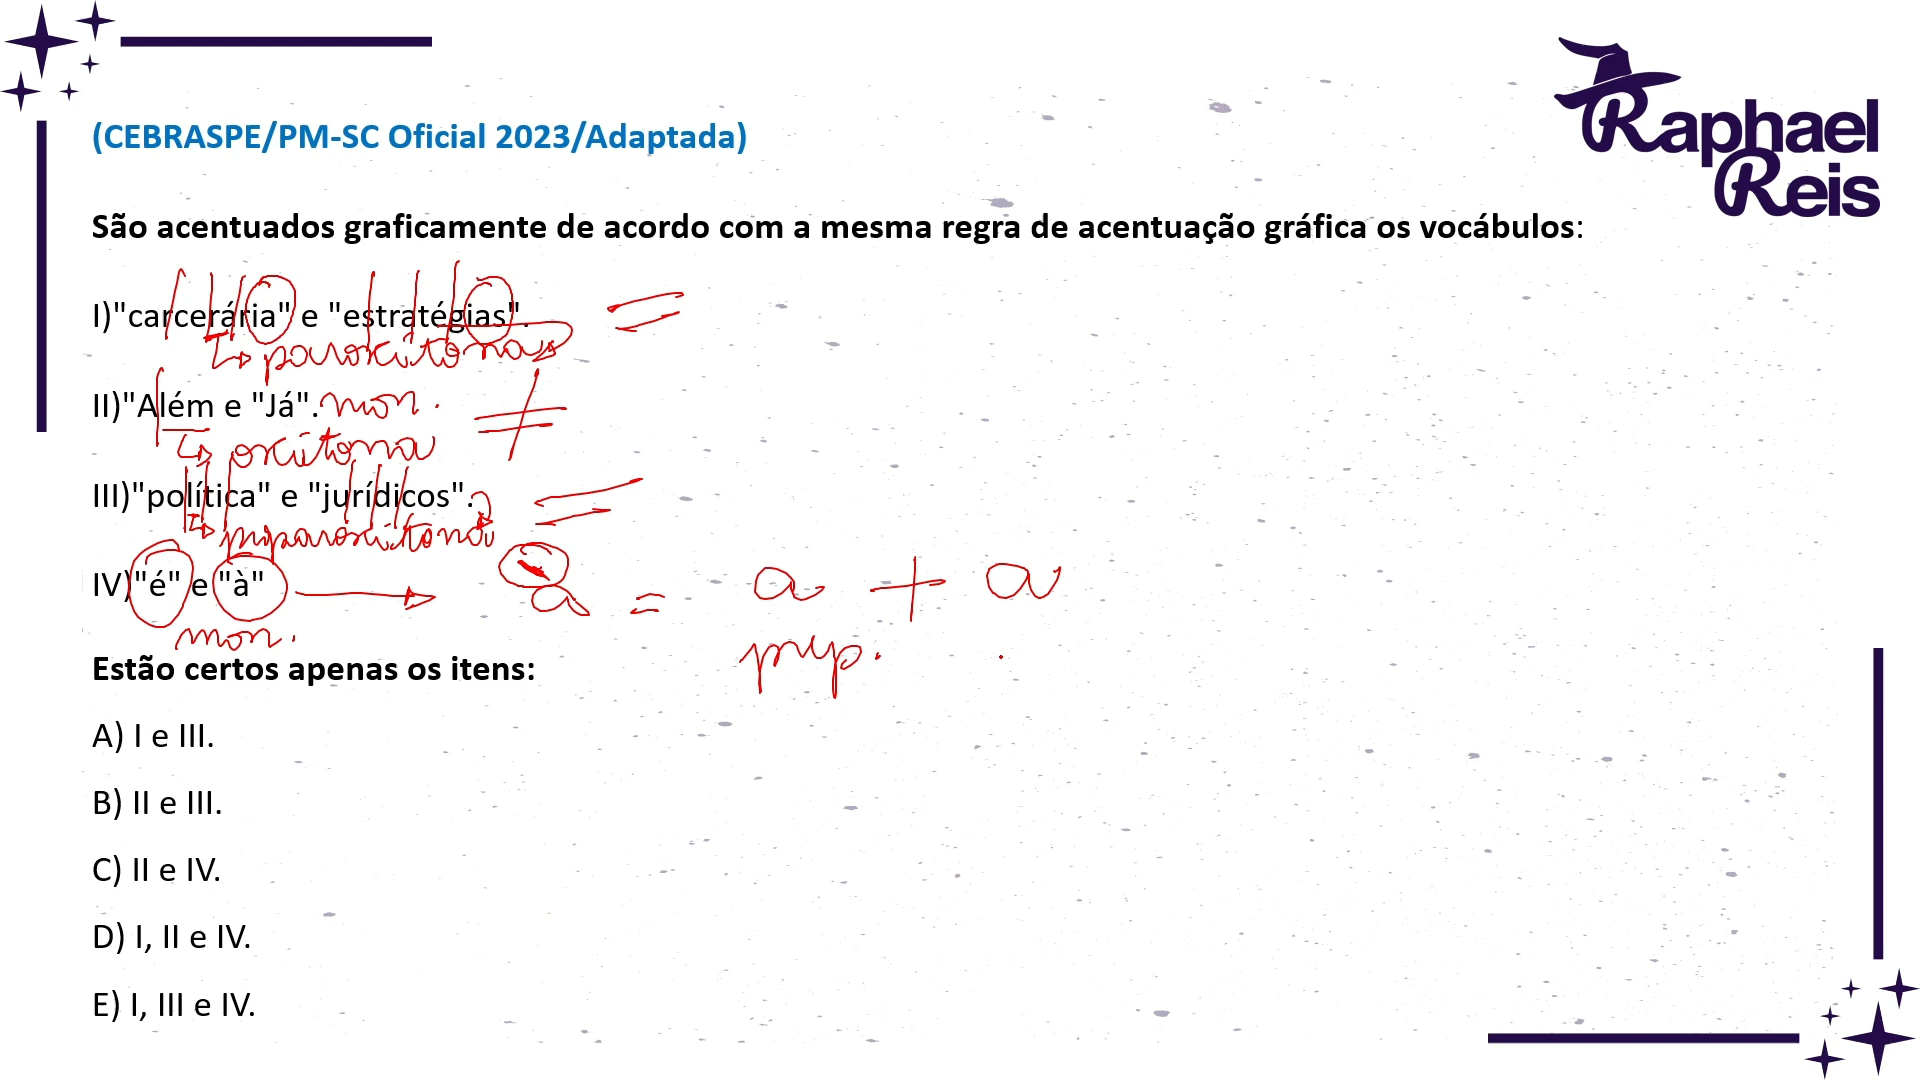 Raphael
Reis
(CEBRASPE/PM-SC Oficial 2023/Adaptada)
São acentuados graficamente de acordo com a mesma regra de acentuação gráfica os vocábulos:
I)"carcerária" e "estratégias". =
↳ paroxítonas
II)"Além e "Já". mon. ≠
↳ oxítona
III)"política" e "jurídicos". =
↳ proparoxítona
IV)"é" e "à" → à = a + a
mon. prep.
Estão certos apenas os itens:
A) I e III.
B) II e III.
C) II e IV.
D) I, II e IV.
E) I, III e IV.